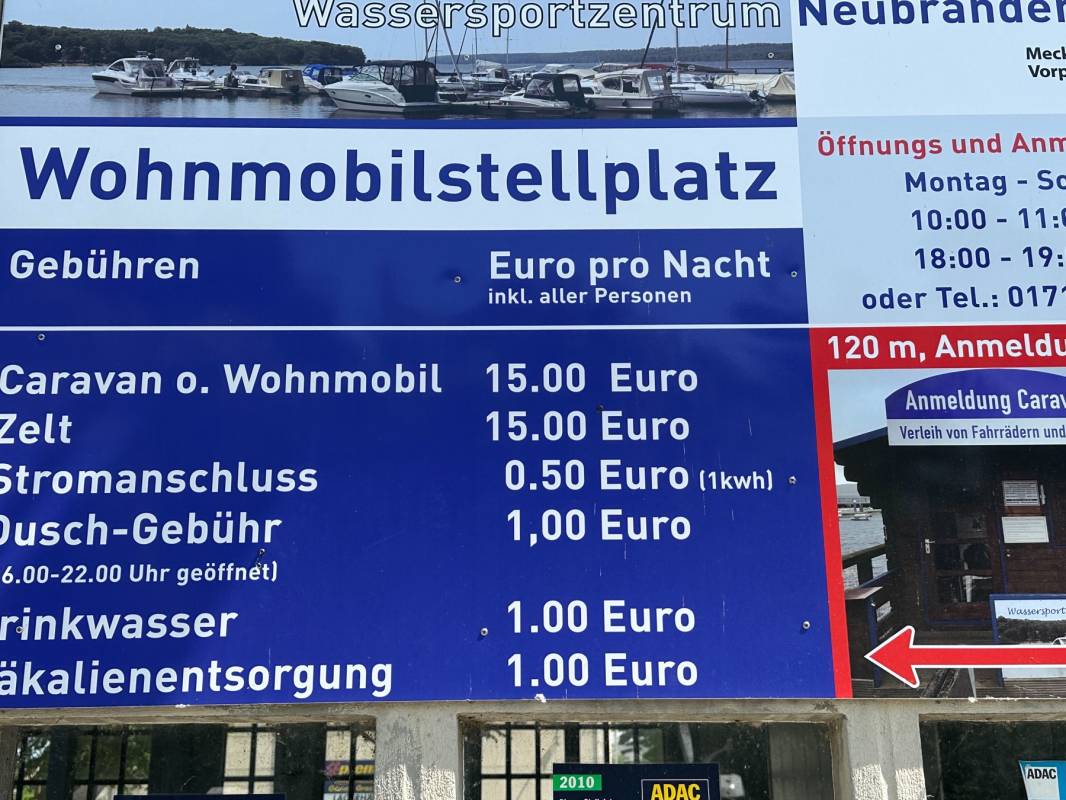 Wassersportzentrum
Wohnmobilstellplatz
Gebühren
Euro pro Nacht
inkl. aller Personen
Caravan o. Wohnmobil 15.00 Euro
Zelt 15.00 Euro
Stromanschluss 0.50 Euro (1kwh)
Dusch-Gebühr 1,00 Euro
6.00-22.00 Uhr geöffnet)
rinkwasser 1.00 Euro
äkalienentsorgung 1.00 Euro
Neubranden
Meck
Vorp
Öffnungs und Anm
Montag - So
10:00 - 11:0
18:00 - 19:
oder Tel.: 0171
120 m, Anmeldu
Anmeldung Carav
Verleih von Fahrrädern und
Wassersport
2010
ADAC
ADAC